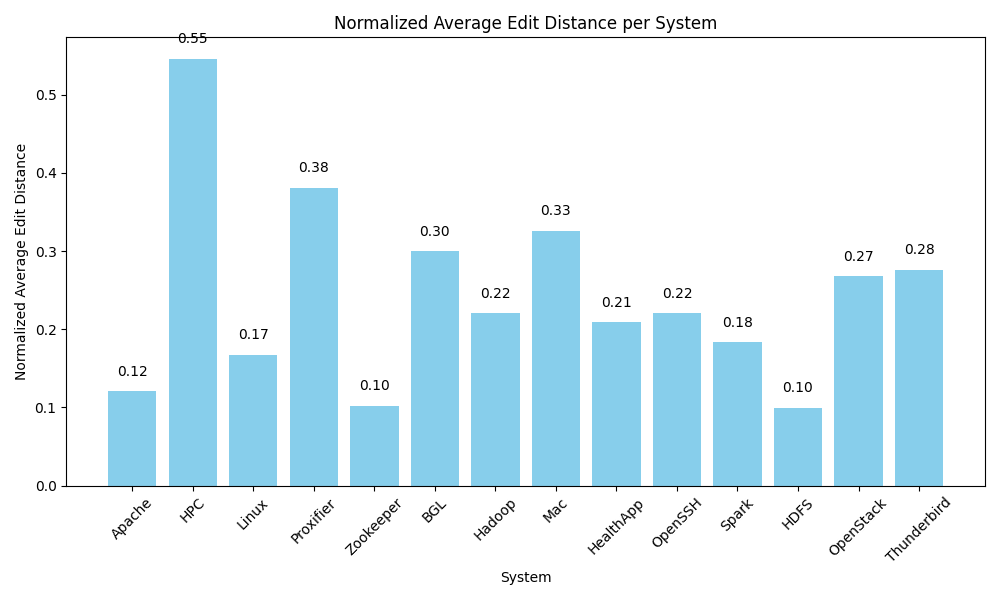 Normalized Average Edit Distance per System
Normalized Average Edit Distance
0.5
0.4
0.3
0.2
0.1
0.0
0.12
0.55
0.17
0.38
0.10
0.30
0.22
0.33
0.21
0.22
0.18
0.10
0.27
0.28
Apache
HPC
Linux
Proxifier
Zookeeper
BGL
Hadoop
Mac
HealthApp
OpenSSH
Spark
HDFS
OpenStack
Thunderbird
System